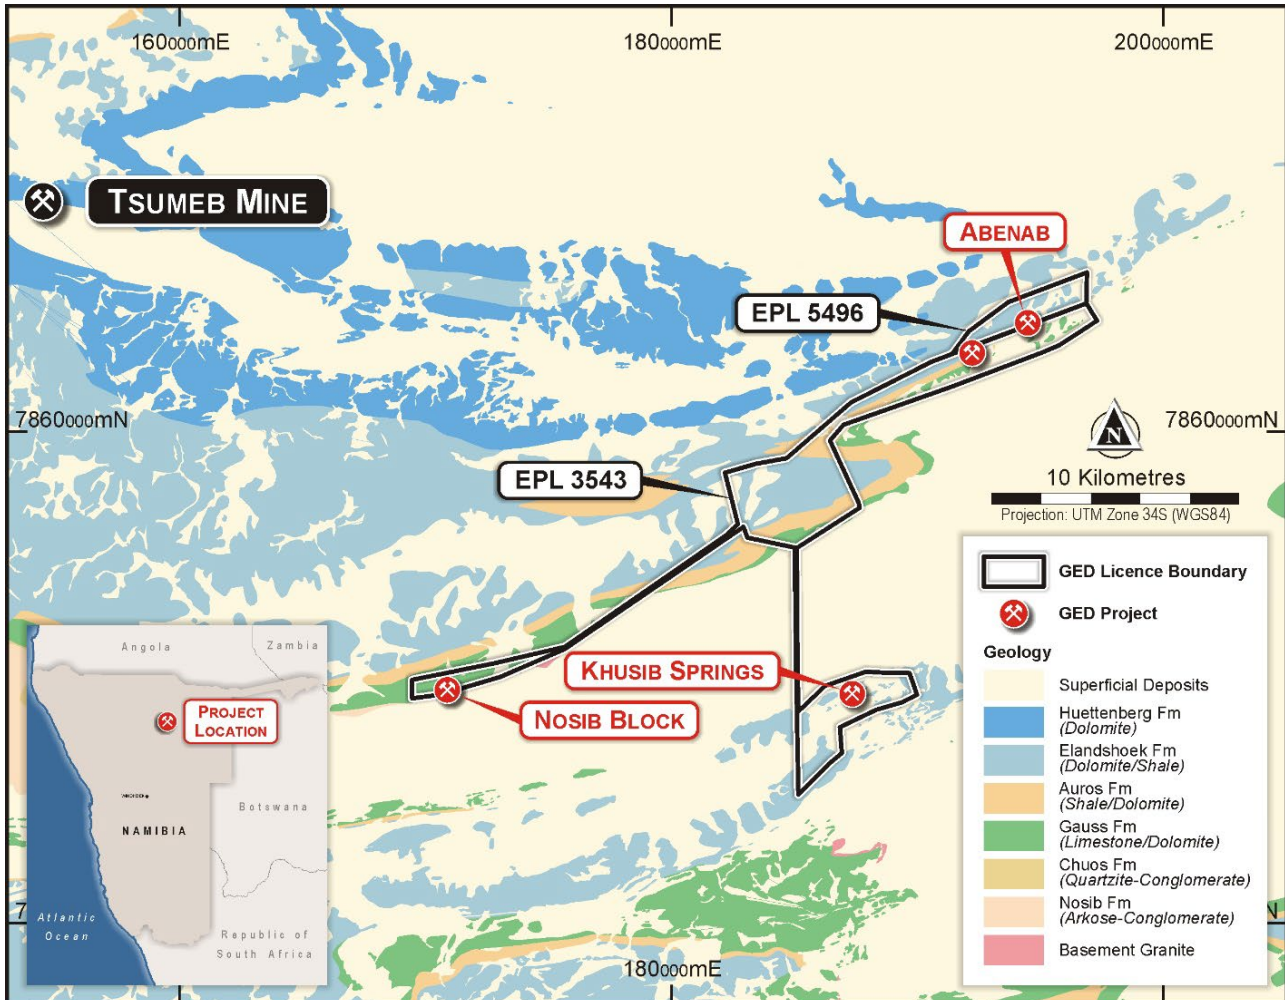 160000mE
180000mE
200000mE
TSUMEB MINE
ABENAB
EPL 5496
7860000mN
7860000mN
N
EPL 3543
10 Kilometres
Projection: UTM Zone 34S (WGS84)
GED Licence Boundary
GED Project
Geology
Superficial Deposits
Huettenberg Fm
(Dolomite)
Elandshoek Fm
(Dolomite/Shale)
Auros Fm
(Shale/Dolomite)
Gauss Fm
(Limestone/Dolomite)
Chuos Fm
(Quartzite-Conglomerate)
Nosib Fm
(Arkose-Conglomerate)
Basement Granite
KHUSIB SPRINGS
NOSIB BLOCK
Angola
Zambia
PROJECT
LOCATION
WINDHOEK
Botswana
NAMIBIA
Atlantic
Ocean
Republic of
South Africa
7
N
180000mE